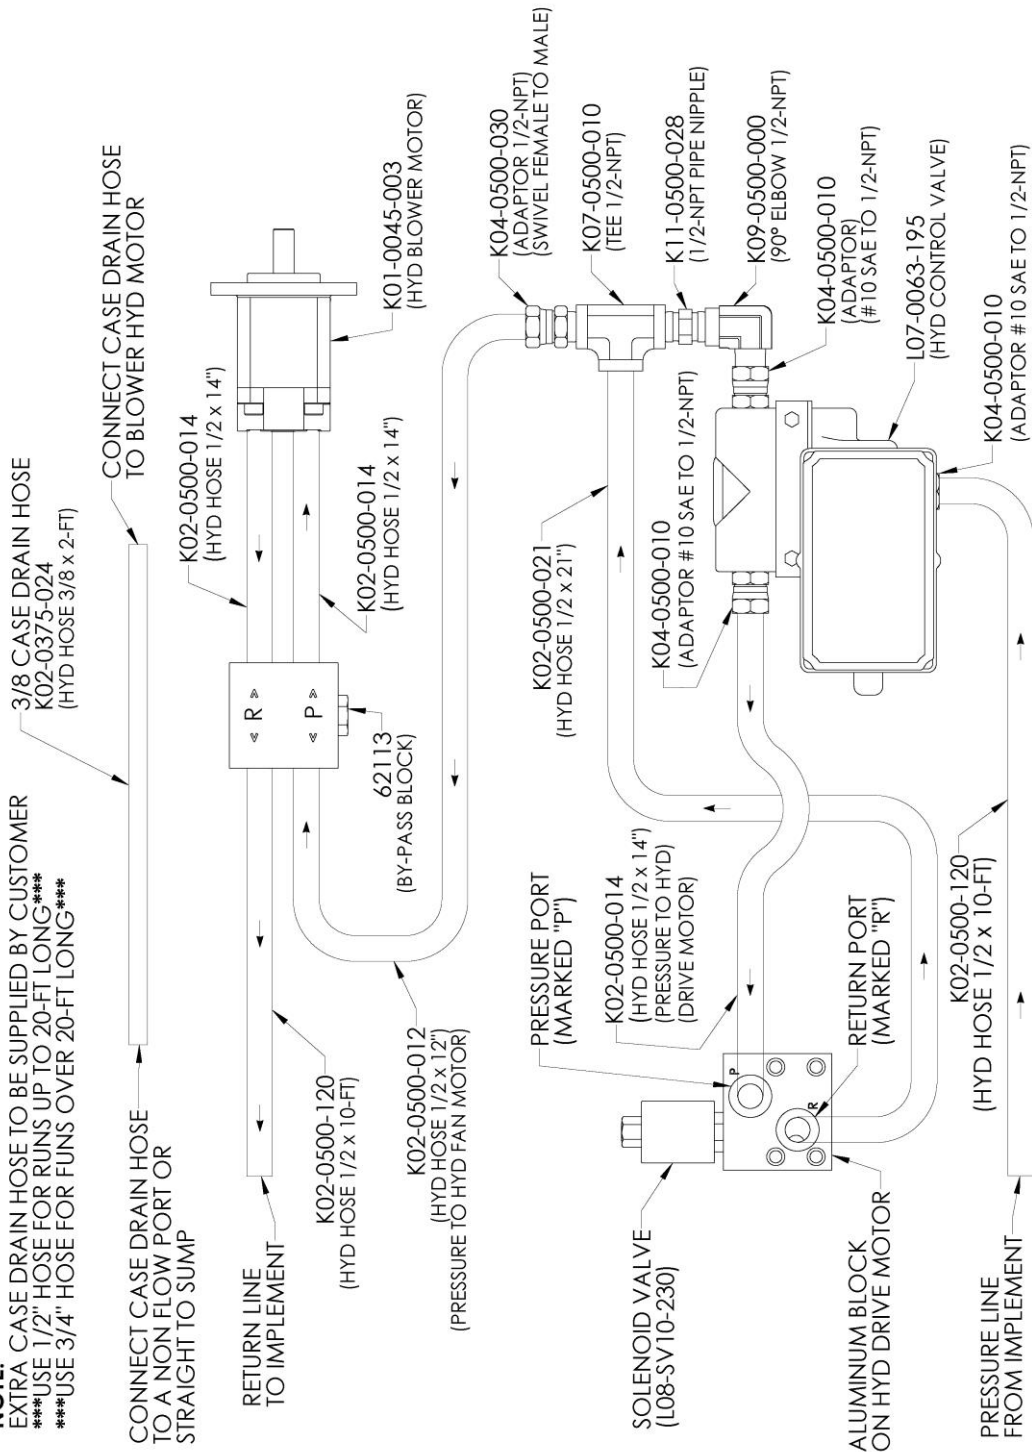 NOTE:
EXTRA CASE DRAIN HOSE TO BE SUPPLIED BY CUSTOMER
***USE 1/2" HOSE FOR RUNS UP TO 20-FT LONG***
***USE 3/4" HOSE FOR FUNS OVER 20-FT LONG***
3/8 CASE DRAIN HOSE
K02-0375-024
(HYD HOSE 3/8 x 2-FT)
CONNECT CASE DRAIN HOSE
TO BLOWER HYD MOTOR
CONNECT CASE DRAIN HOSE
TO A NON FLOW PORT OR
STRAIGHT TO SUMP
K02-0500-014
(HYD HOSE 1/2 x 14")
K01-0045-003
(HYD BLOWER MOTOR)
< R >
< P >
K02-0500-014
(HYD HOSE 1/2 x 14")
62113
(BY-PASS BLOCK)
RETURN LINE
TO IMPLEMENT
K02-0500-120
(HYD HOSE 1/2 x 10-FT)
K02-0500-012
(HYD HOSE 1/2 x 12")
(PRESSURE TO HYD FAN MOTOR)
K04-0500-030
(ADAPTOR 1/2-NPT)
(SWIVEL FEMALE TO MALE)
K07-0500-010
(TEE 1/2-NPT)
K11-0500-028
(1/2-NPT PIPE NIPPLE)
K09-0500-000
(90° ELBOW 1/2-NPT)
K04-0500-010
(ADAPTOR)
(#10 SAE TO 1/2-NPT)
L07-0063-195
(HYD CONTROL VALVE)
K04-0500-010
(ADAPTOR #10 SAE TO 1/2-NPT)
K02-0500-021
(HYD HOSE 1/2 x 21")
K04-0500-010
(ADAPTOR #10 SAE TO 1/2-NPT)
PRESSURE PORT
(MARKED "P")
K02-0500-014
(HYD HOSE 1/2 x 14")
(PRESSURE TO HYD)
(DRIVE MOTOR)
RETURN PORT
(MARKED "R")
P
R
SOLENOID VALVE
(L08-SV10-230)
ALUMINUM BLOCK
ON HYD DRIVE MOTOR
K02-0500-120
(HYD HOSE 1/2 x 10-FT)
PRESSURE LINE
FROM IMPLEMENT